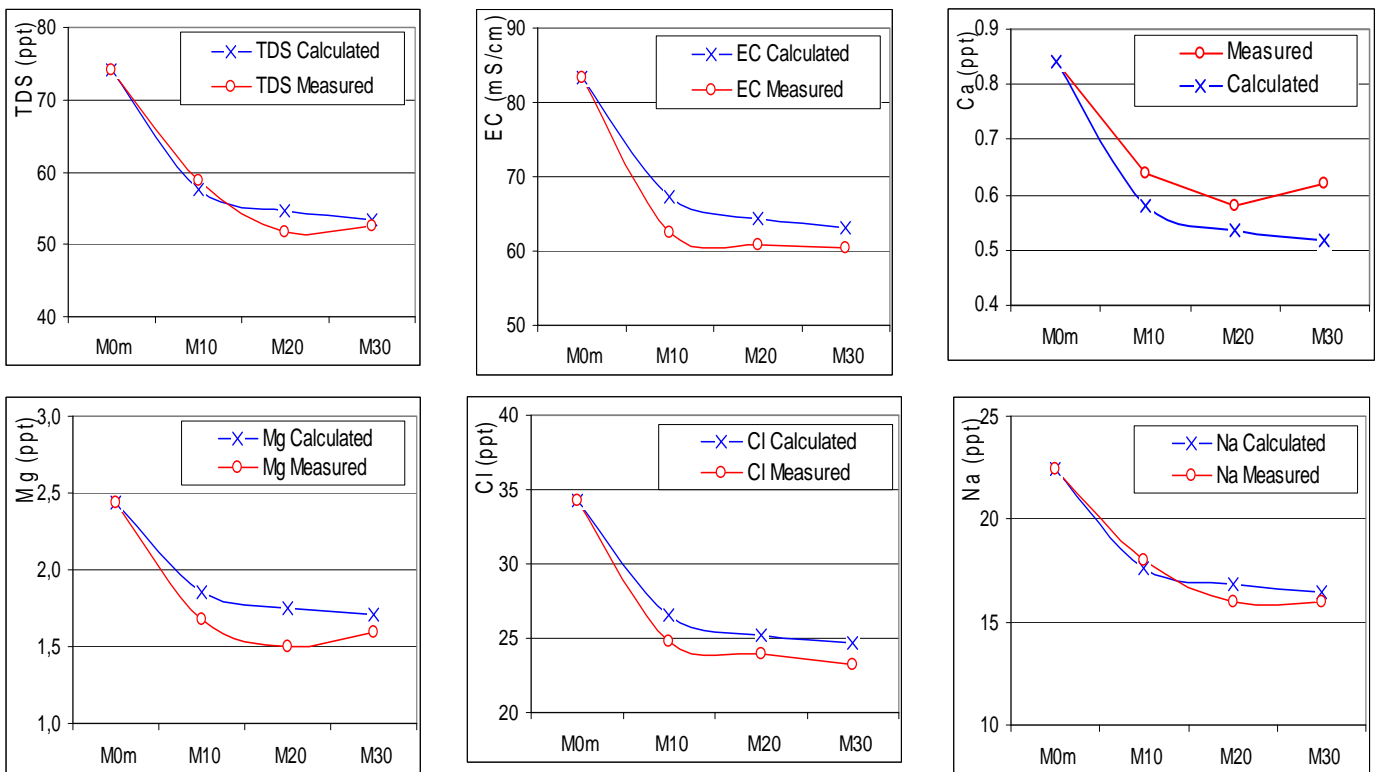 TDS (ppt)
80
70
60
50
40
TDS Calculated
TDS Measured
M0m M10 M20 M30
EC (mS/cm)
90
80
70
60
50
EC Calculated
EC Measured
M0m M10 M20 M30
Ca (ppt)
0.9
0.8
0.7
0.6
0.5
0.4
Measured
Calculated
M0m M10 M20 M30
Mg (ppt)
3,0
2,5
2,0
1,5
1,0
Mg Calculated
Mg Measured
M0m M10 M20 M30
Cl (ppt)
40
35
30
25
20
Cl Calculated
Cl Measured
M0m M10 M20 M30
Na (ppt)
25
20
15
10
Na Calculated
Na Measured
M0m M10 M20 M30